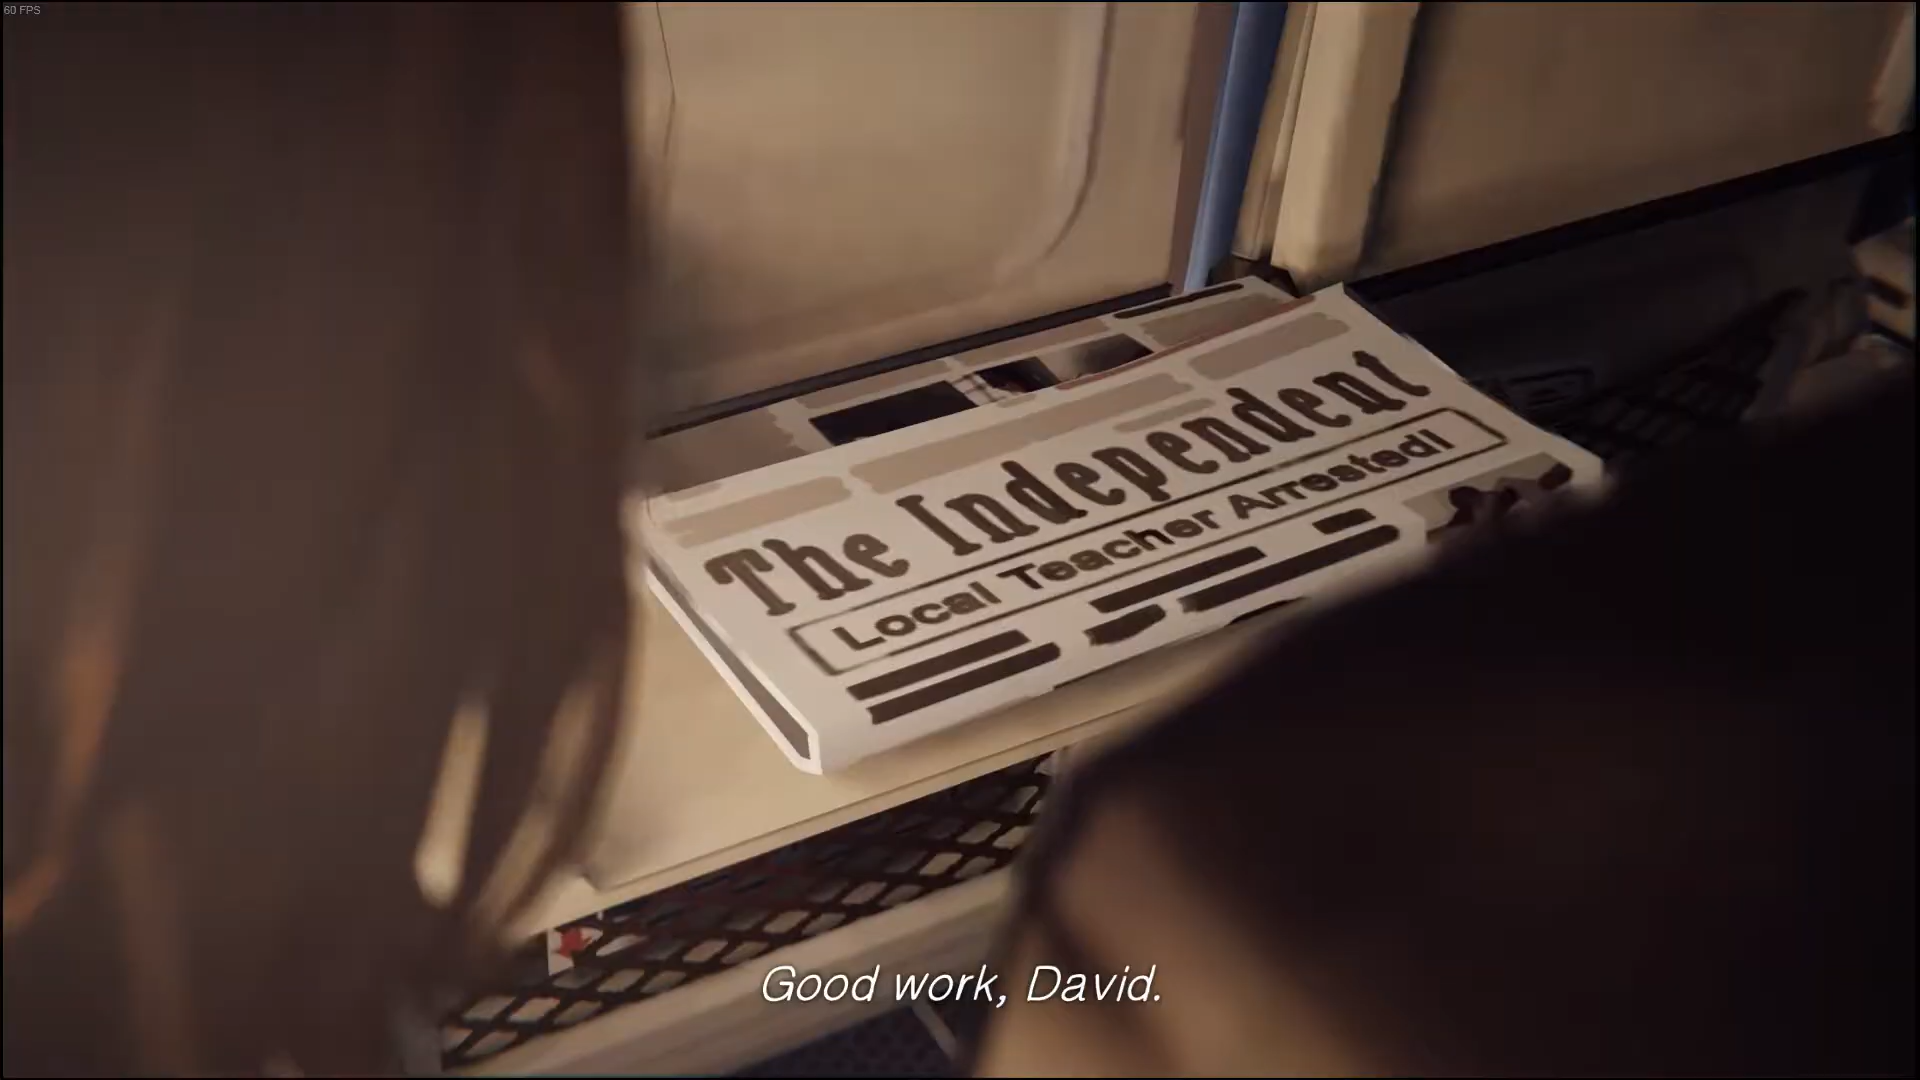 60 FPS
The Independent
Local Teacher Arrested!
Good work, David.